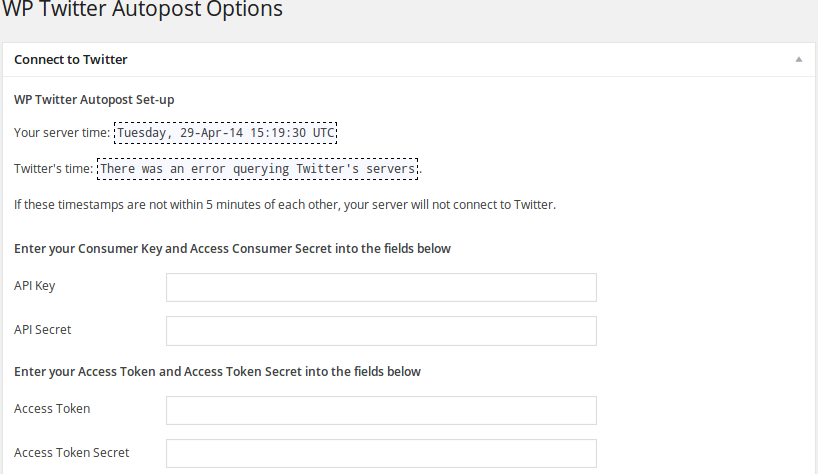 WP Twitter Autopost Options
Connect to Twitter
WP Twitter Autopost Set-up
Your server time: Tuesday, 29-Apr-14 15:19:30 UTC
Twitter's time: There was an error querying Twitter's servers.
If these timestamps are not within 5 minutes of each other, your server will not connect to Twitter.
Enter your Consumer Key and Access Consumer Secret into the fields below
API Key
API Secret
Enter your Access Token and Access Token Secret into the fields below
Access Token
Access Token Secret